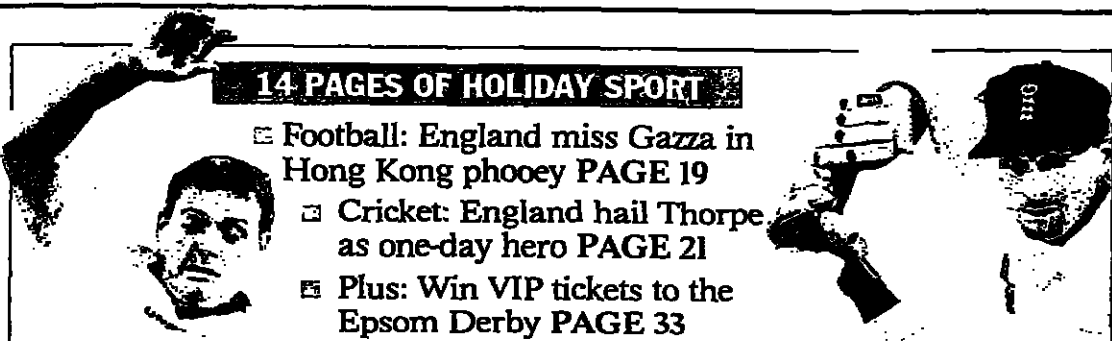 14 PAGES OF HOLIDAY SPORT
Football: England miss Gazza in
Hong Kong phooey PAGE 19
Cricket: England hail Thorpe
as one-day hero PAGE 21
Plus: Win VIP tickets to the
Epsom Derby PAGE 33